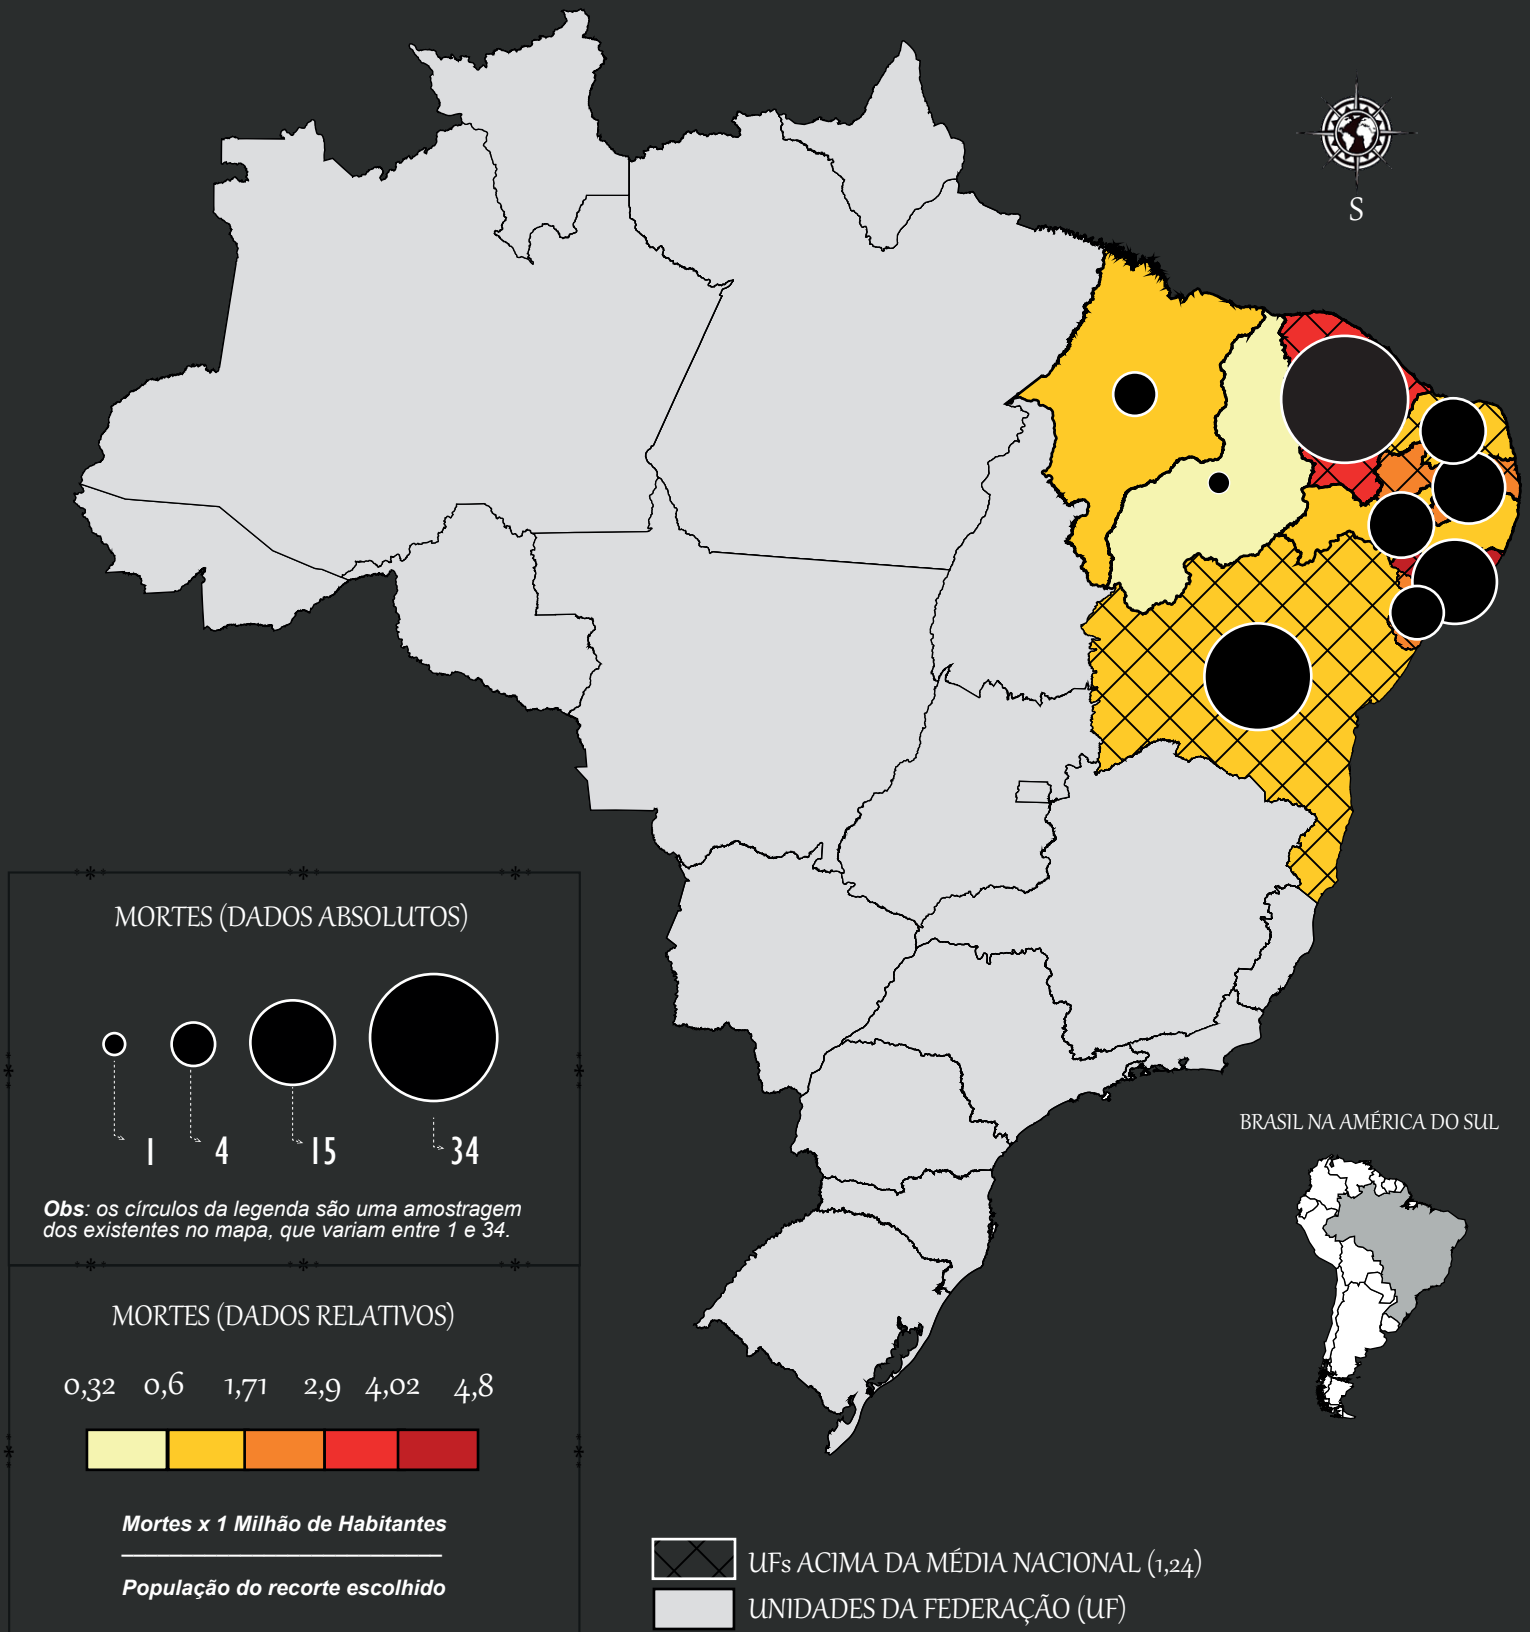 S
MORTES (DADOS ABSOLUTOS)
1
4
15
34
Obs: os círculos da legenda são uma amostragem
dos existentes no mapa, que variam entre 1 e 34.
BRASIL NA AMÉRICA DO SUL
MORTES (DADOS RELATIVOS)
0,32 0,6 1,71 2,9 4,02 4,8
Mortes x 1 Milhão de Habitantes
População do recorte escolhido
UFs ACIMA DA MÉDIA NACIONAL (1,24)
UNIDADES DA FEDERAÇÃO (UF)